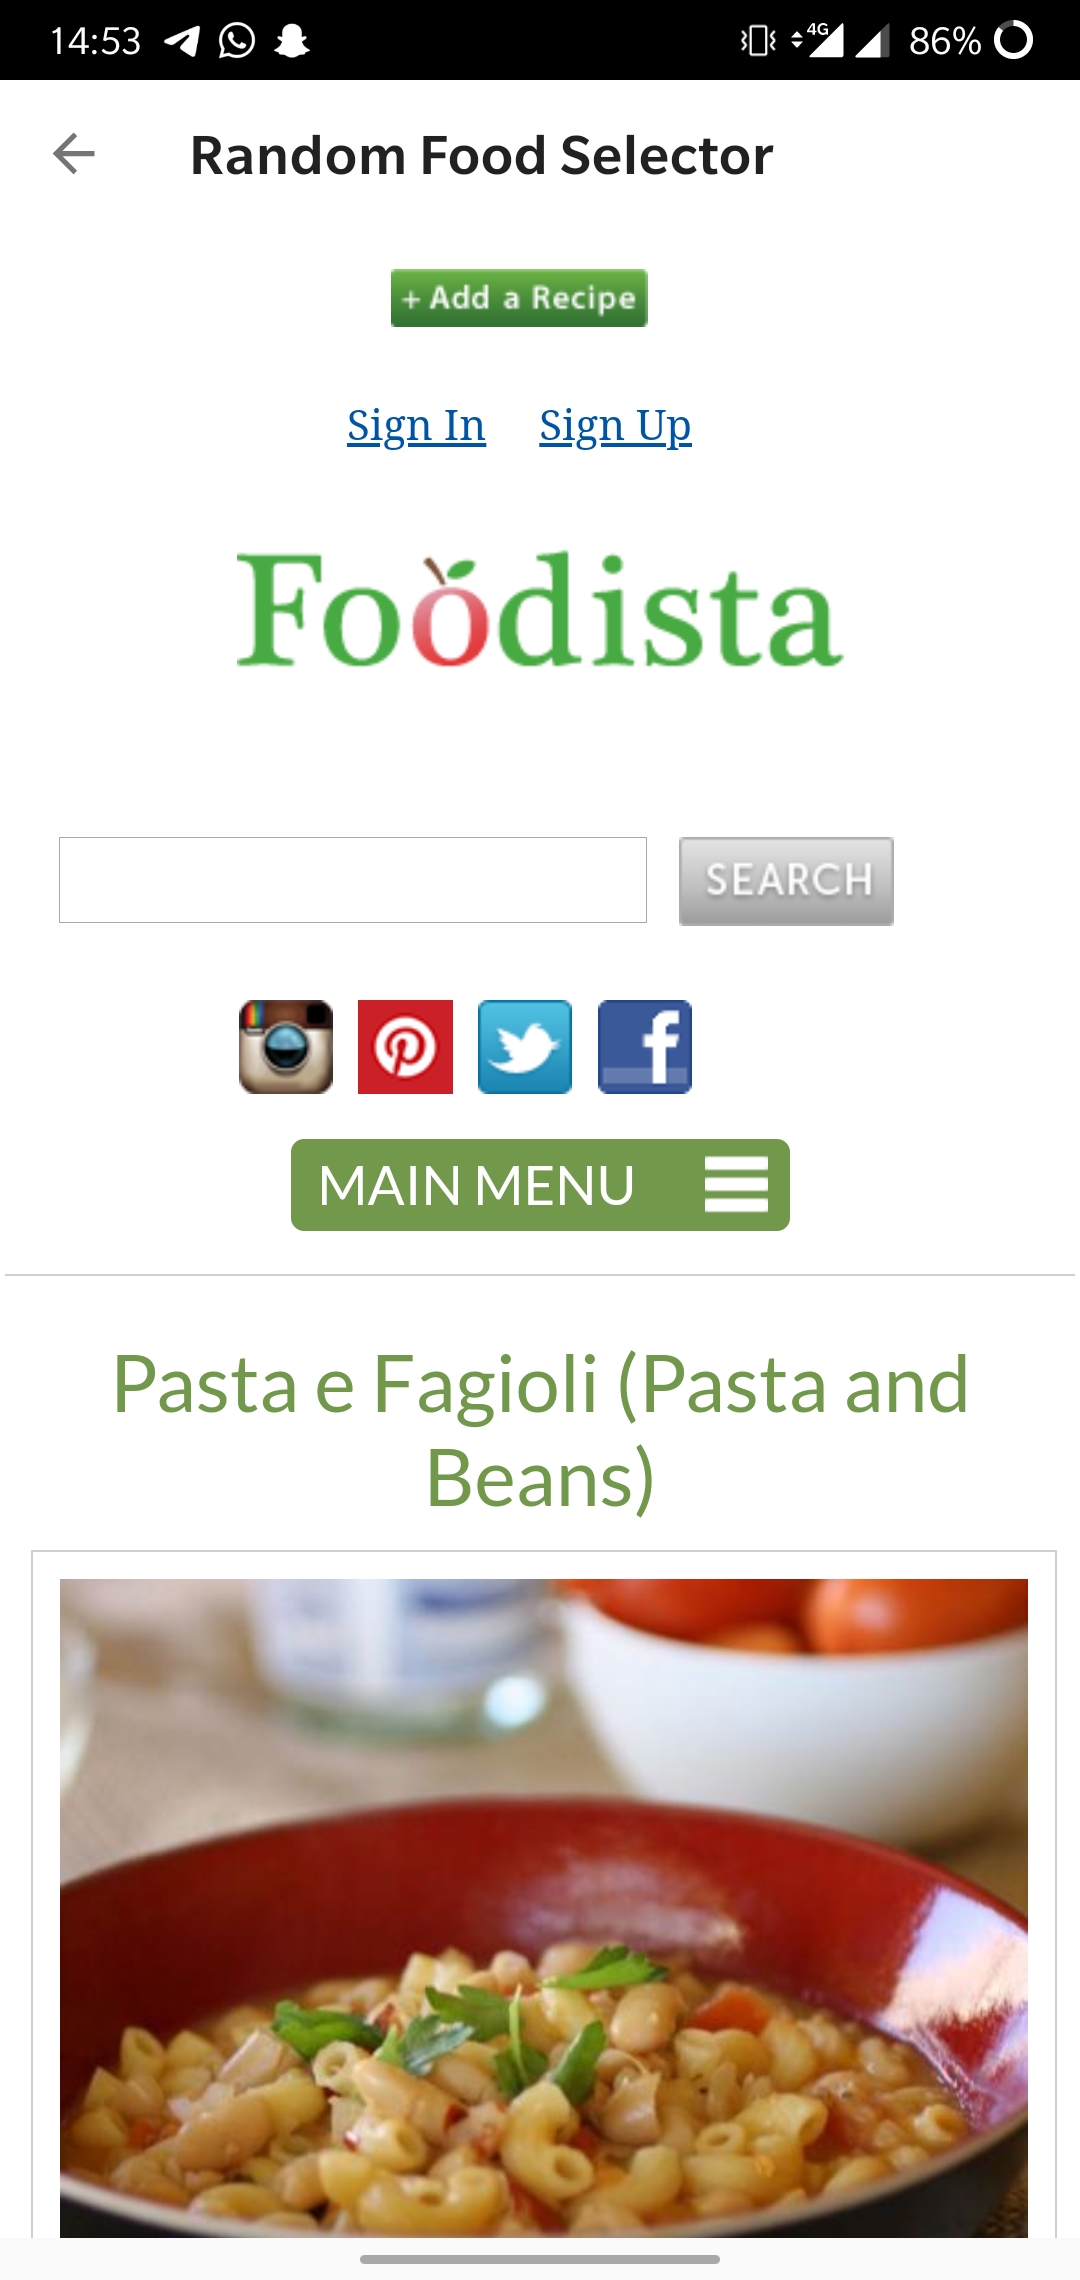 14:53
4G
86%
Random Food Selector
+ Add a Recipe
Sign In
Sign Up
Foodista
SEARCH
MAIN MENU
Pasta e Fagioli (Pasta and
Beans)